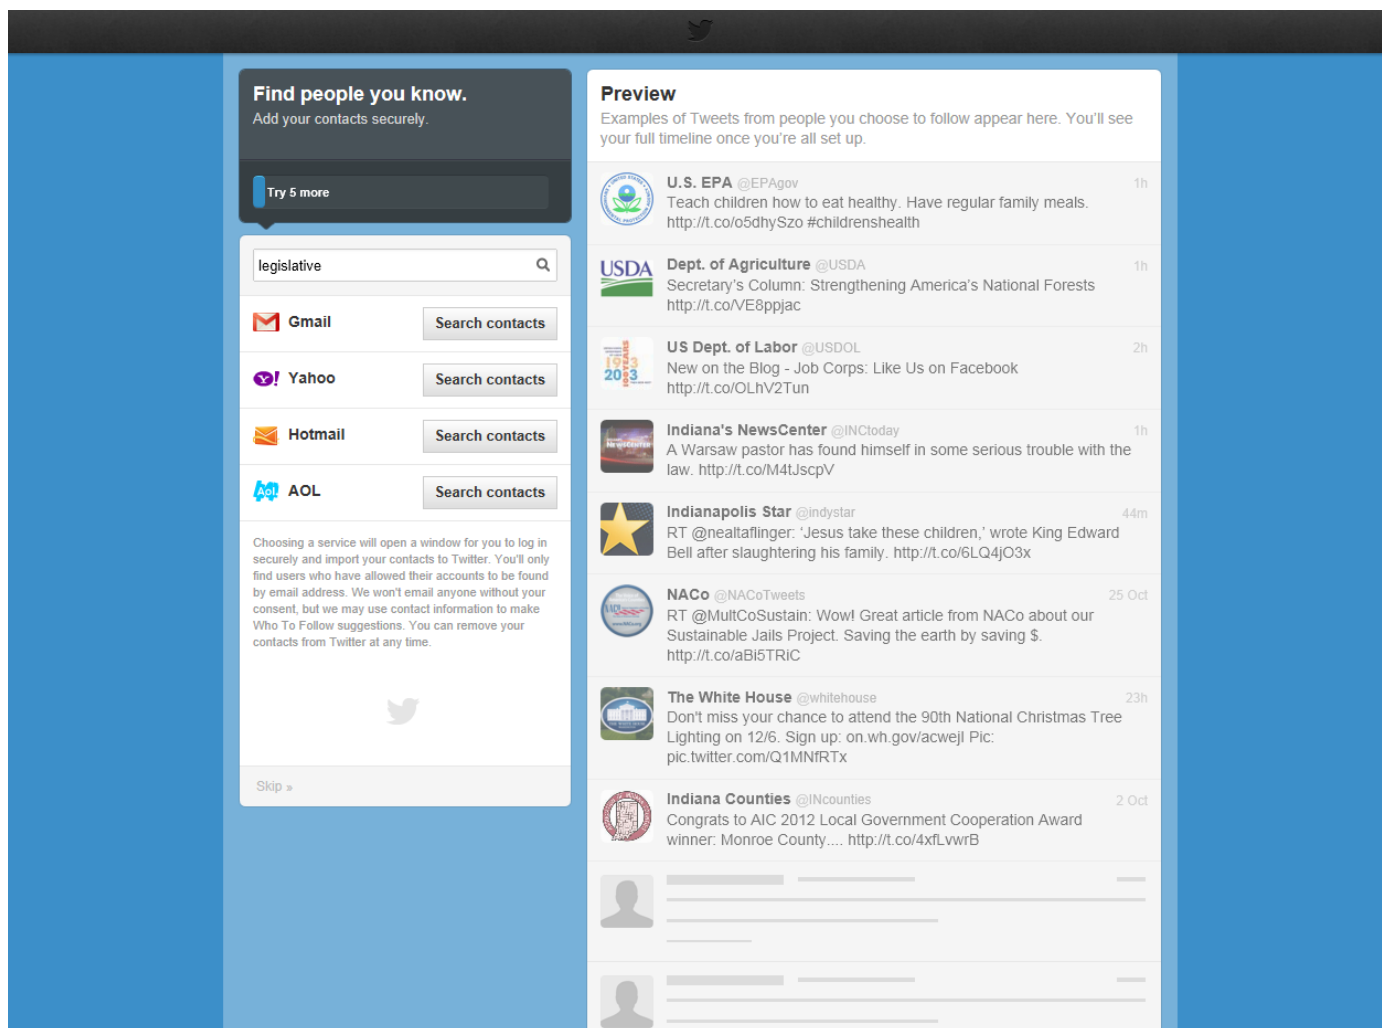 Find people you know.
Add your contacts securely.
Try 5 more
legislative
Gmail
Search contacts
Yahoo
Search contacts
Hotmail
Search contacts
Aol.
AOL
Search contacts
Choosing a service will open a window for you to log in
securely and import your contacts to Twitter. You'll only
find users who have allowed their accounts to be found
by email address. We won't email anyone without your
consent, but we may use contact information to make
Who To Follow suggestions. You can remove your
contacts from Twitter at any time.
Skip »
Preview
Examples of Tweets from people you choose to follow appear here. You'll see
your full timeline once you're all set up.
U.S. EPA @EPAgov 1h
Teach children how to eat healthy. Have regular family meals.
http://t.co/o5dhySzo #childrenshealth
USDA
Dept. of Agriculture @USDA 1h
Secretary's Column: Strengthening America's National Forests
http://t.co/VE8ppjac
US Dept. of Labor @USDOL 2h
New on the Blog - Job Corps: Like Us on Facebook
http://t.co/OLhV2Tun
Indiana's NewsCenter @INCtoday 1h
A Warsaw pastor has found himself in some serious trouble with the
law. http://t.co/M4tJscpV
Indianapolis Star @indystar 44m
RT @nealtaflinger: 'Jesus take these children,' wrote King Edward
Bell after slaughtering his family. http://t.co/6LQ4jO3x
NACo @NACoTweets 25 Oct
RT @MultCoSustain: Wow! Great article from NACo about our
Sustainable Jails Project. Saving the earth by saving $.
http://t.co/aBi5TRiC
The White House @whitehouse 23h
Don't miss your chance to attend the 90th National Christmas Tree
Lighting on 12/6. Sign up: on.wh.gov/acwejI Pic:
pic.twitter.com/Q1MNfRTx
Indiana Counties @INcounties 2 Oct
Congrats to AIC 2012 Local Government Cooperation Award
winner: Monroe County.... http://t.co/4xfLvwrB